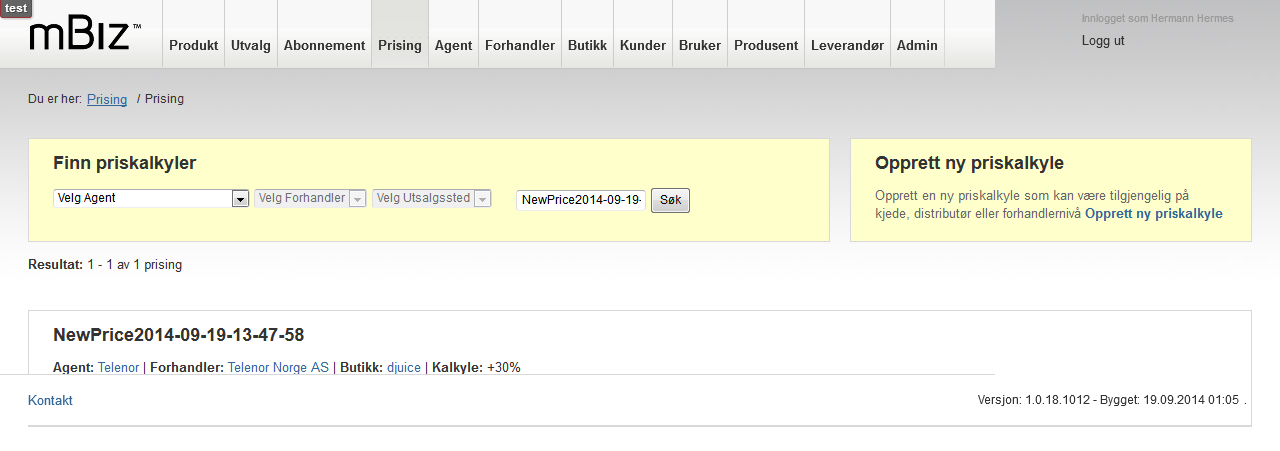 test
mBiz™
Produkt Utvalg Abonnement Prising Agent Forhandler Butikk Kunder Bruker Produsent Leverandør Admin
Innlogget som Hermann Hermes
Logg ut
Du er her: Prising / Prising
Finn priskalkyler
Velg Agent Velg Forhandler Velg Utsalgssted NewPrice2014-09-19- Søk
Opprett ny priskalkyle
Opprett en ny priskalkyle som kan være tilgjengelig på
kjede, distributør eller forhandlernivå Opprett ny priskalkyle
Resultat: 1 - 1 av 1 prising
NewPrice2014-09-19-13-47-58
Agent: Telenor | Forhandler: Telenor Norge AS | Butikk: djuice | Kalkyle: +30%
Kontakt
Versjon: 1.0.18.1012 - Bygget: 19.09.2014 01:05 .